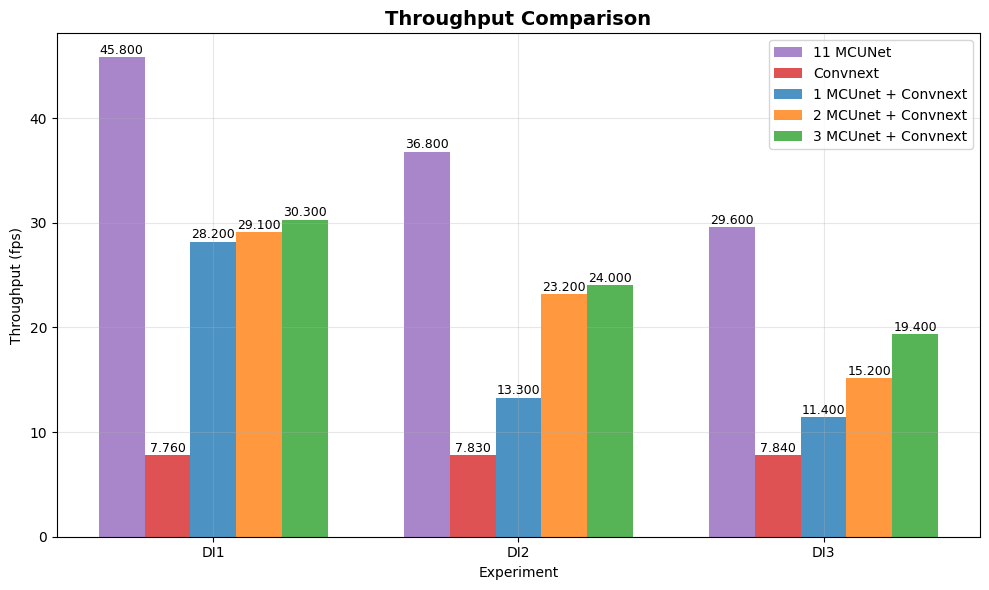 Throughput Comparison
11 MCUNet
Convnext
1 MCUnet + Convnext
2 MCUnet + Convnext
3 MCUnet + Convnext
Throughput (fps)
40
30
20
10
0
45.800
7.760
28.200
29.100
30.300
36.800
7.830
13.300
23.200
24.000
29.600
7.840
11.400
15.200
19.400
DI1
DI2
DI3
Experiment